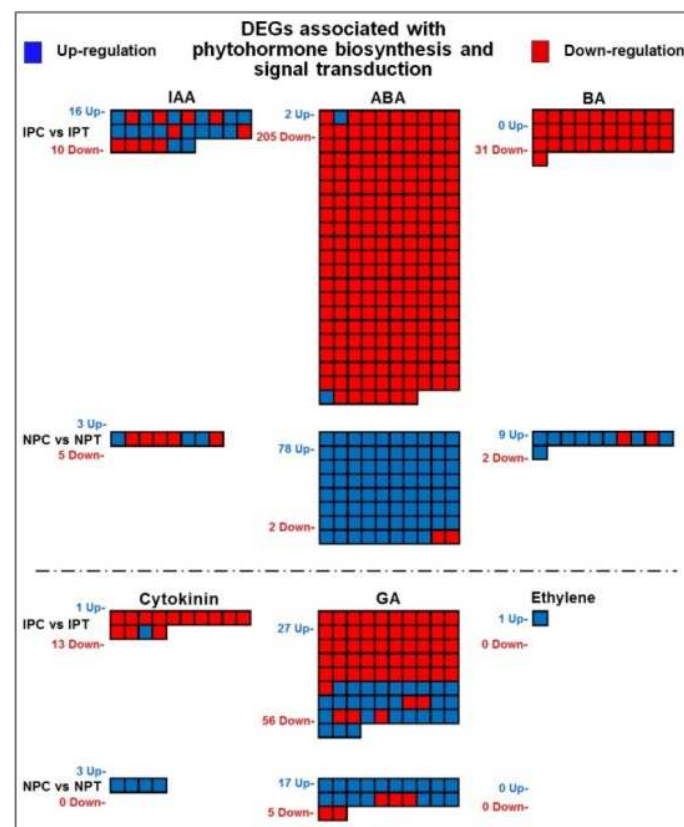 DEGs associated with
Up-regulation phytohormone biosynthesis and Down-regulation
signal transduction
IAA ABA BA
16 Up- 2 Up- 0 Up-
IPC vs IPT
10 Down- 205 Down- 31 Down-
3 Up- 78 Up- 9 Up-
NPC vs NPT
5 Down- 2 Down- 2 Down-
Cytokinin GA Ethylene
1 Up- 27 Up- 1 Up-
IPC vs IPT
13 Down- 56 Down- 0 Down-
3 Up- 17 Up- 0 Up-
NPC vs NPT
0 Down- 5 Down- 0 Down-